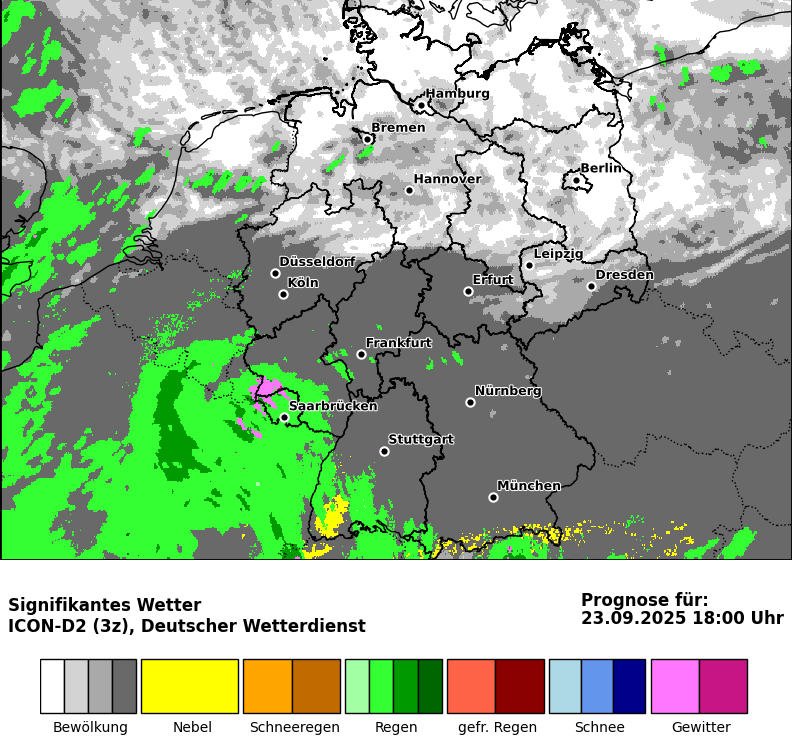 Hamburg
Bremen
Berlin
Hannover
Leipzig
Düsseldorf
Dresden
Köln
Erfurt
Frankfurt
Nürnberg
Saarbrücken
Stuttgart
München
Signifikantes Wetter
ICON-D2 (3z), Deutscher Wetterdienst
Prognose für:
23.09.2025 18:00 Uhr
Bewölkung Nebel Schneeregen Regen gefr. Regen Schnee Gewitter